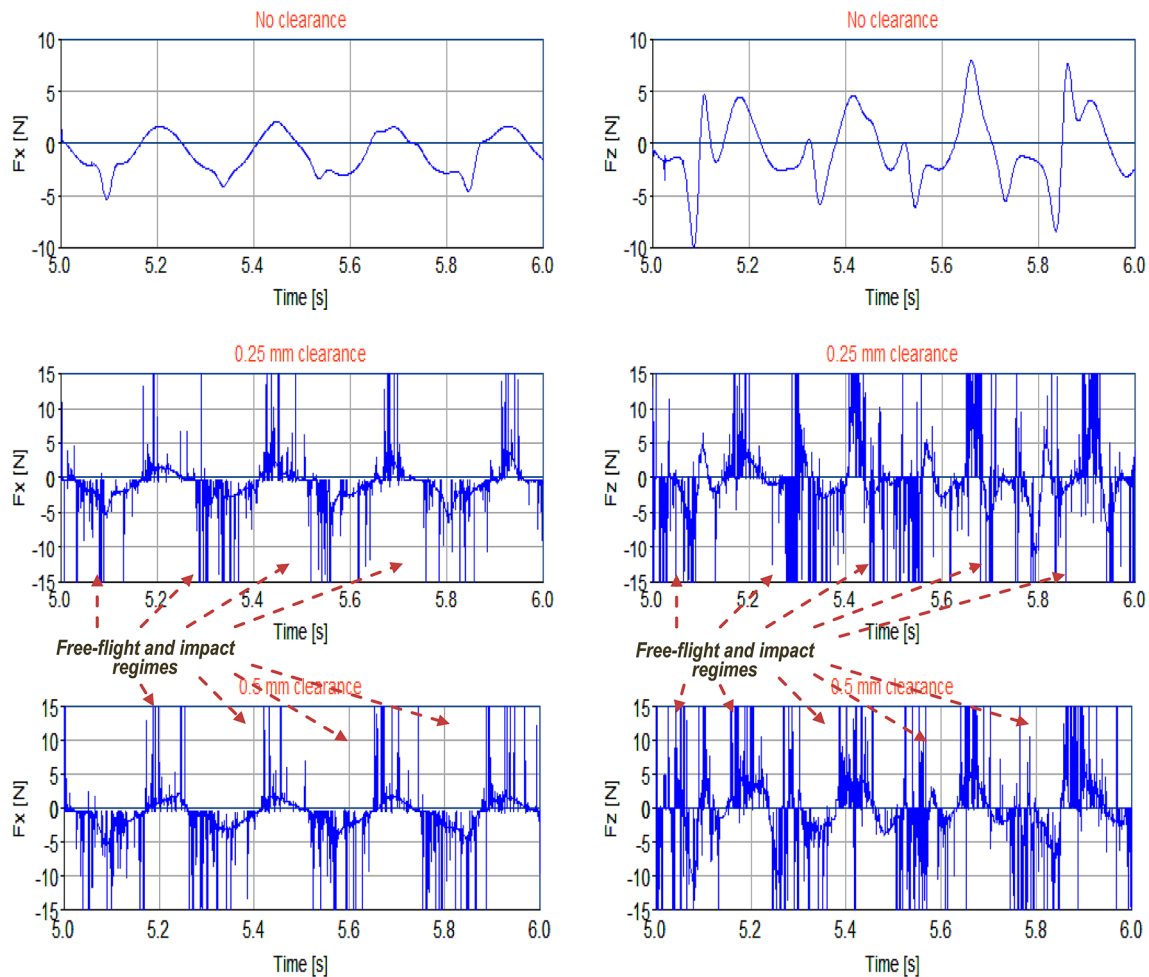 No clearance
10
5
0
-5
-10
Fx [N]
5.0 5.2 5.4 5.6 5.8 6.0
Time [s]
No clearance
10
5
0
-5
-10
Fz [N]
5.0 5.2 5.4 5.6 5.8 6.0
Time [s]
0.25 mm clearance
15
10
5
0
-5
-10
-15
Fx [N]
5.0 5.2 5.4 5.6 5.8 6.0
Time [s]
0.25 mm clearance
15
10
5
0
-5
-10
-15
Fz [N]
5.0 5.2 5.4 5.6 5.8 6.0
Time [s]
Free-flight and impact
regimes
Free-flight and impact
regimes
0.5 mm clearance
15
10
5
0
-5
-10
-15
Fx [N]
5.0 5.2 5.4 5.6 5.8 6.0
Time [s]
0.5 mm clearance
15
10
5
0
-5
-10
-15
Fz [N]
5.0 5.2 5.4 5.6 5.8 6.0
Time [s]